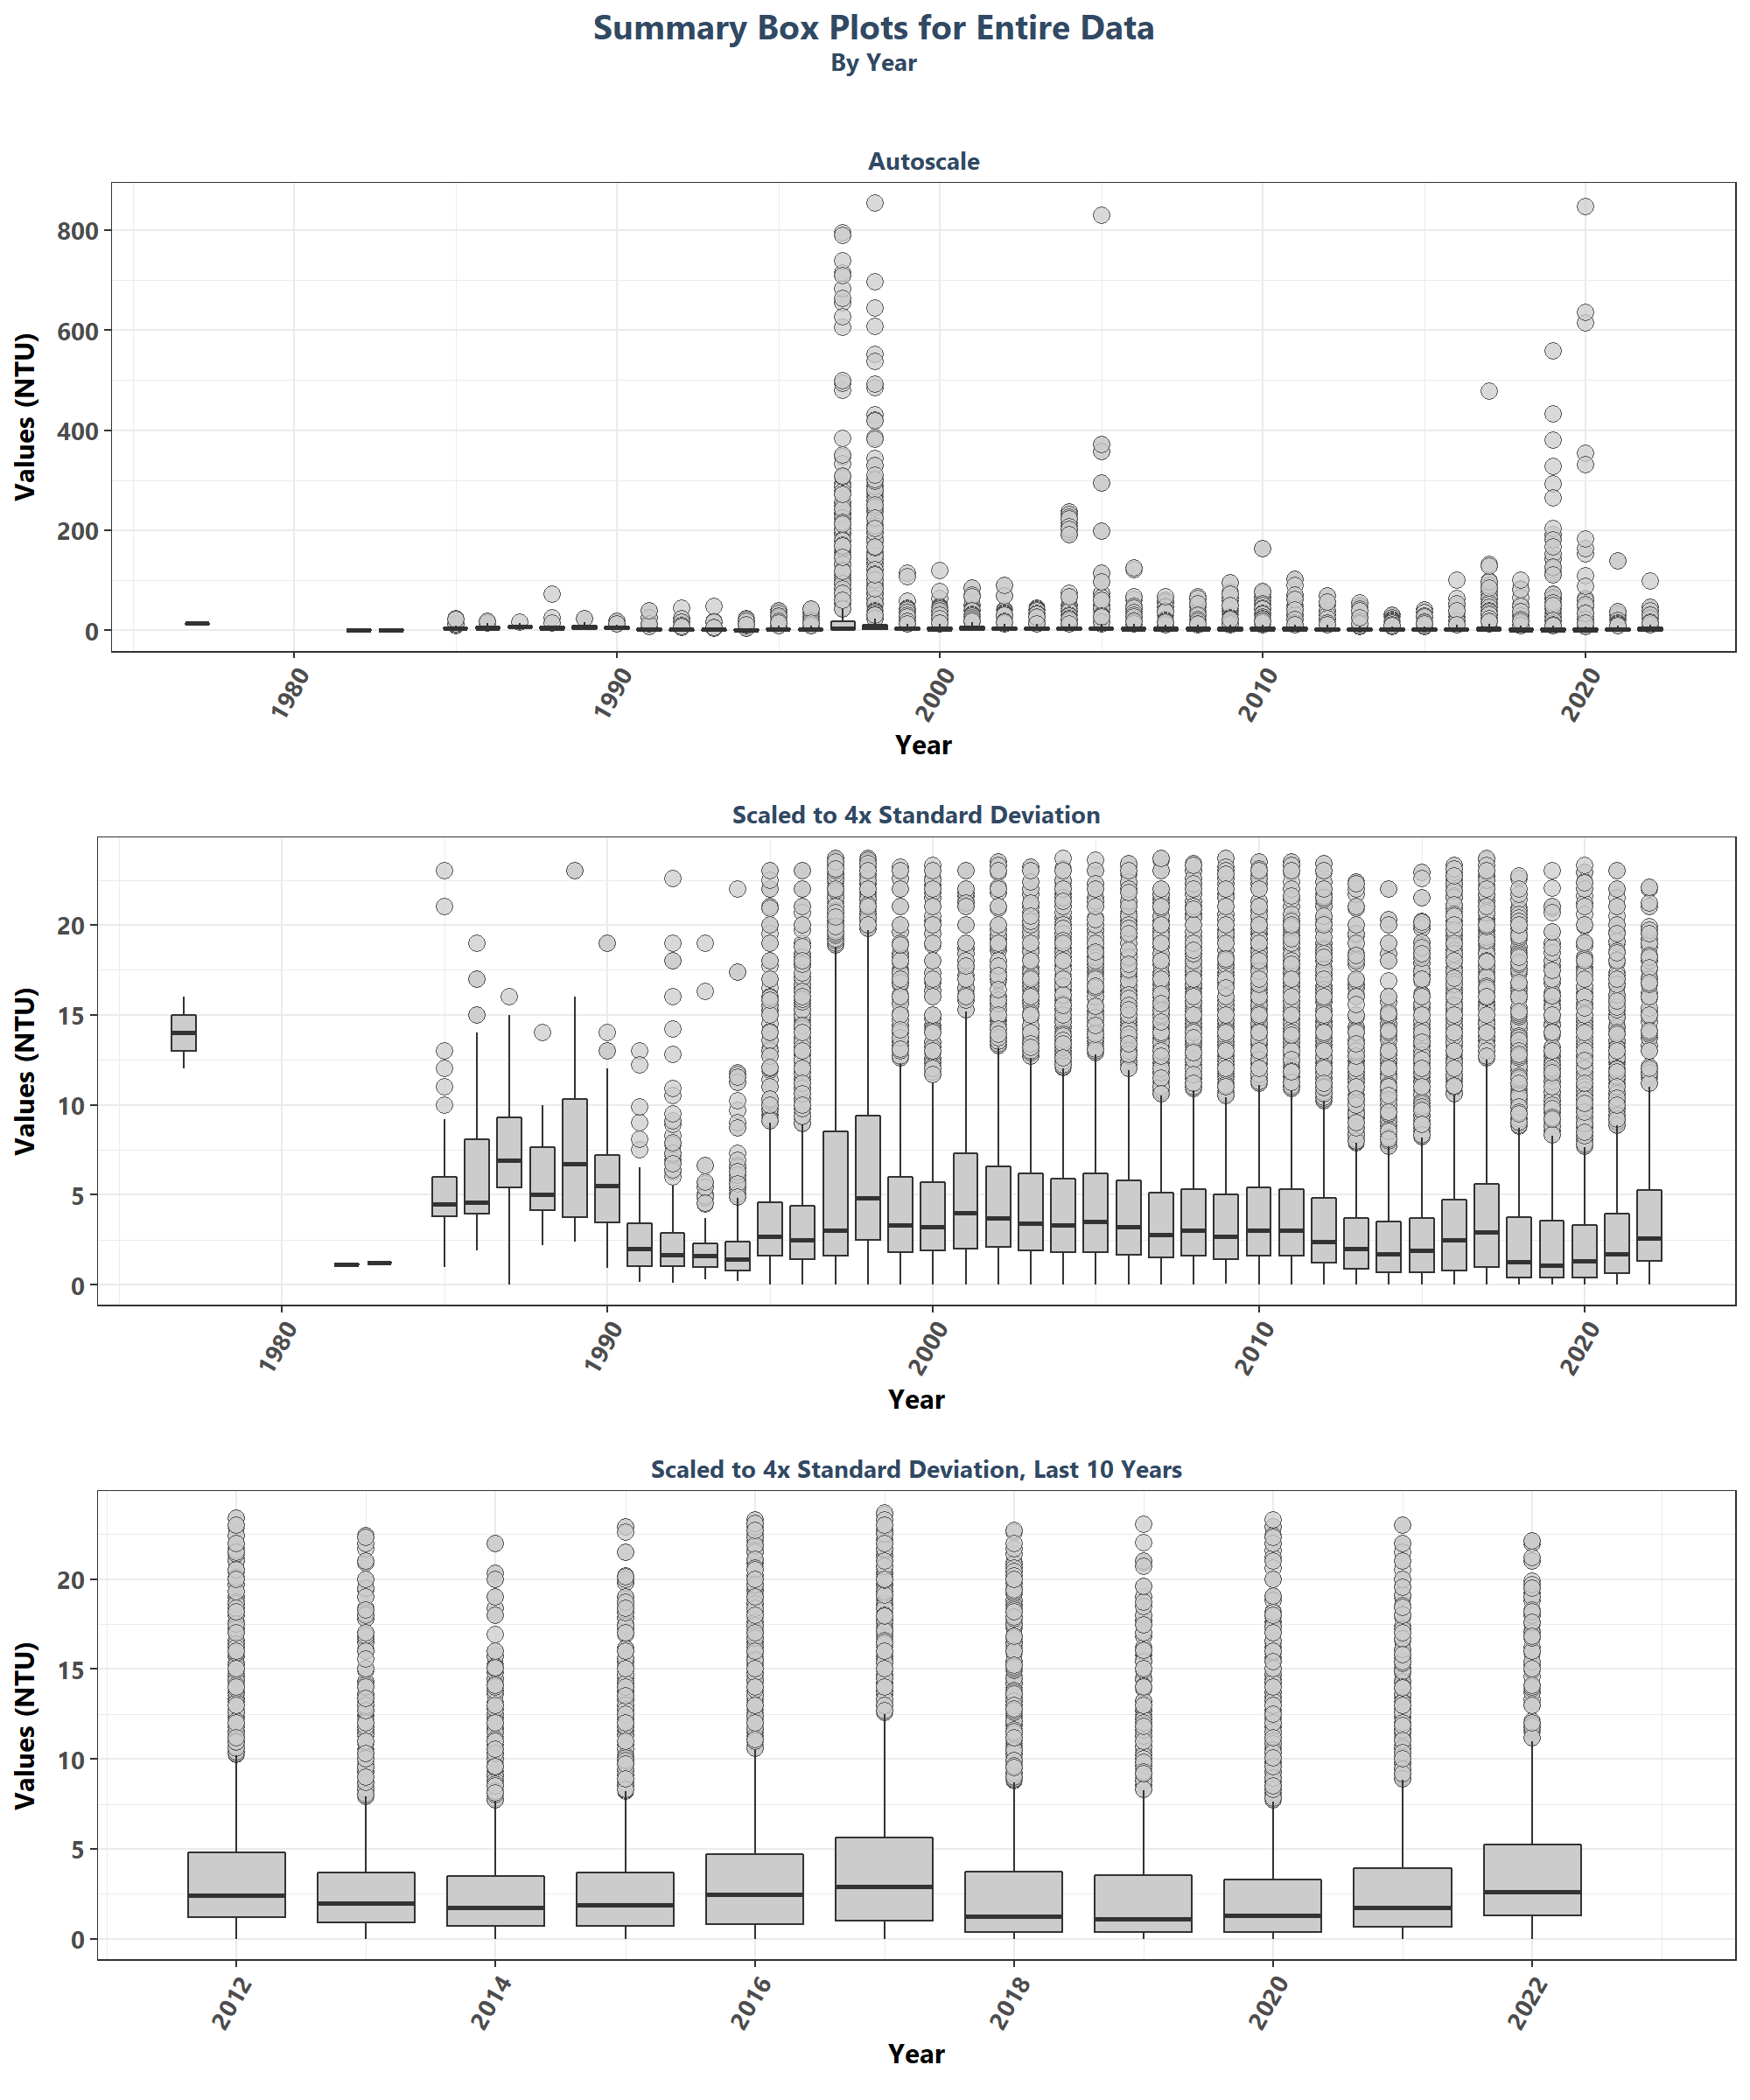 Summary Box Plots for Entire Data
By Year
Autoscale
Values (NTU)
800
600
400
200
0
1980
1990
2000
2010
2020
Year
Scaled to 4x Standard Deviation
Values (NTU)
20
15
10
5
0
1980
1990
2000
2010
2020
Year
Scaled to 4x Standard Deviation, Last 10 Years
Values (NTU)
20
15
10
5
0
2012
2014
2016
2018
2020
2022
Year